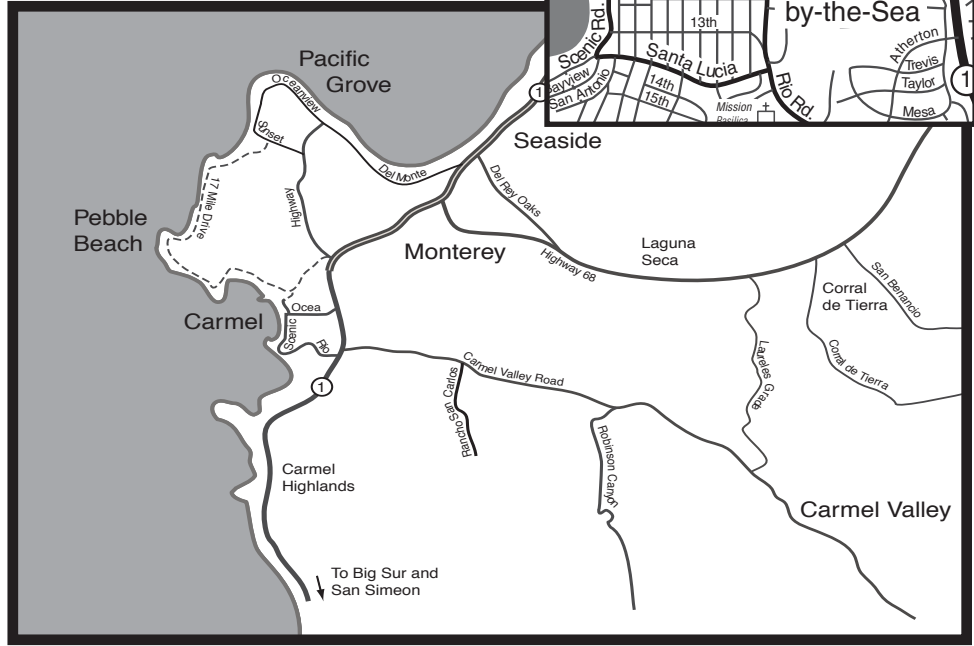 by-the-Sea
13th
Scenic Rd.
Santa Lucia
Atherton
Trevis
Taylor
Mesa
1
14th
15th
San Antonio
Rio Rd.
Mission
Pacific
Grove
Oceanview
Sunset
1
Seaside
Del Monte
Del Rey Oaks
17 Mile Drive
Highway
Pebble
Beach
Monterey
Highway 68
Laguna
Seca
San Benancio
Corral
de Tierra
Carmel
Ocea
Scenic
Rio
Corral de Tierra
Laureles Grade
Carmel Valley Road
1
Rancho San Carlos
Robinson Canyon
Carmel
Highlands
Carmel Valley
To Big Sur and
San Simeon